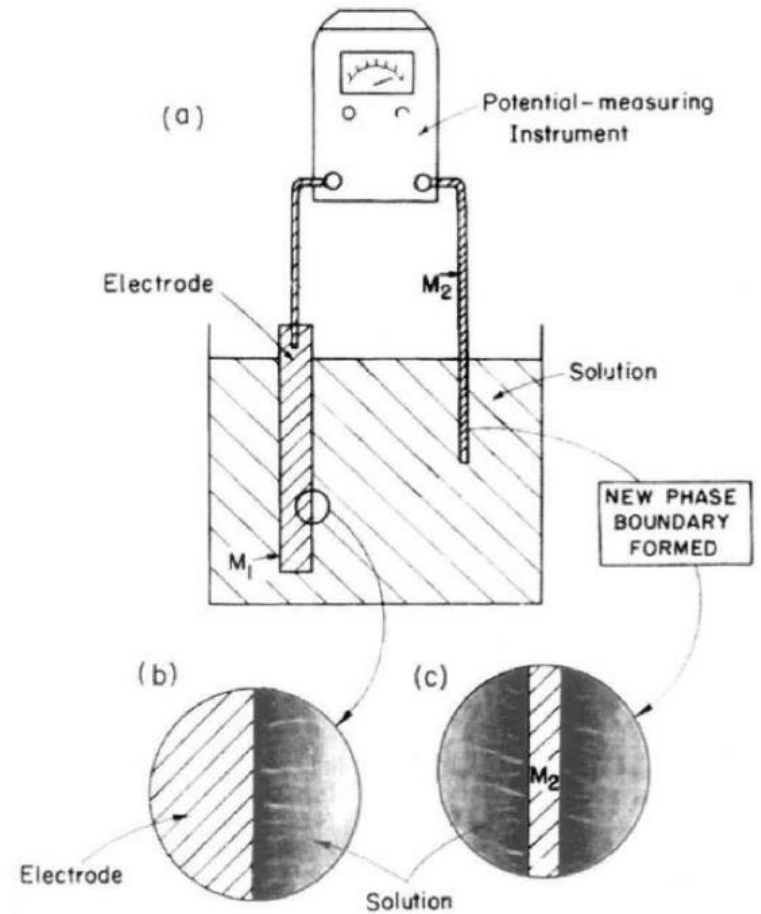 (a)
Potential-measuring
Instrument
Electrode
M2
Solution
NEW PHASE
BOUNDARY
FORMED
M1
(b)
(c)
M2
Electrode
Solution